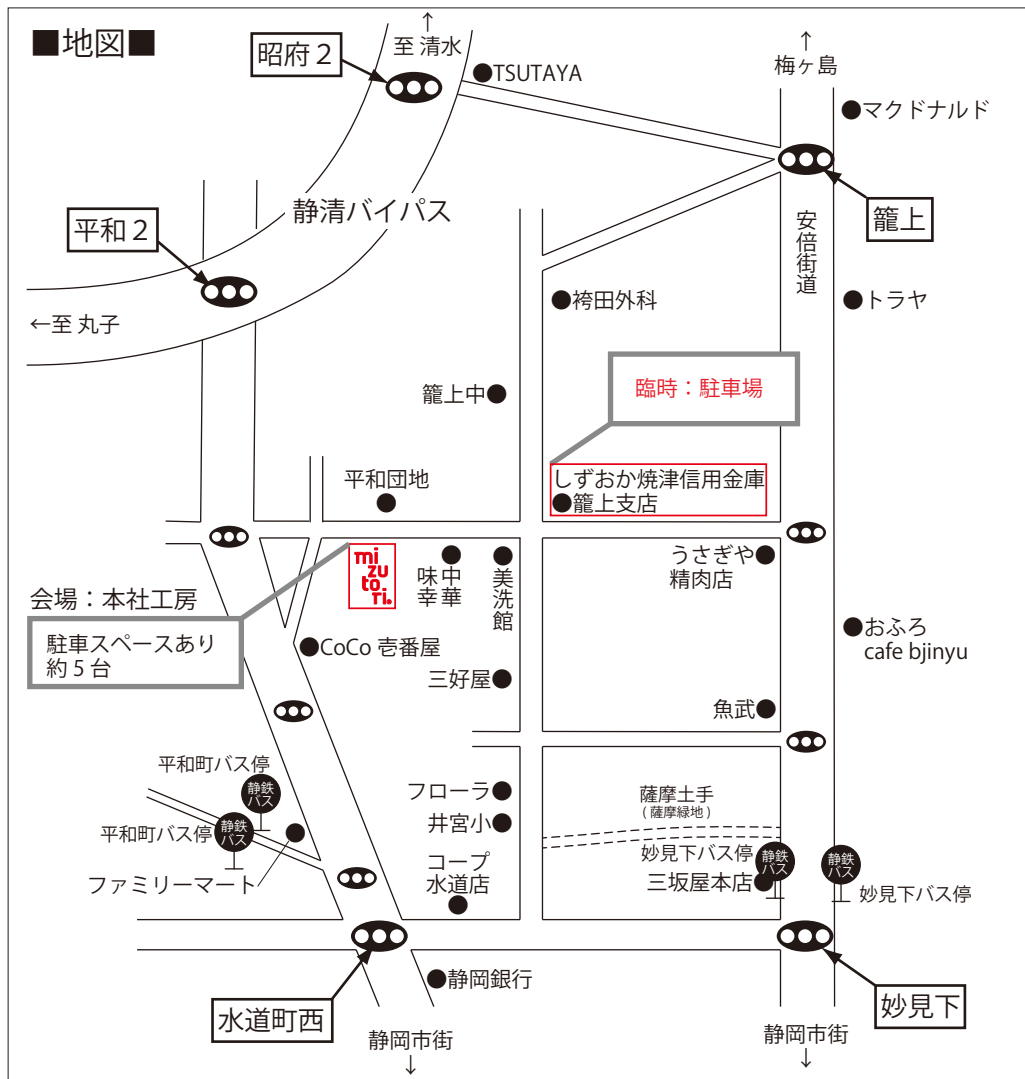 ■地図■
↑
至 清水
昭府２
TSUTAYA
↑
梅ヶ島
マクドナルド
籠上
静清バイパス
平和２
安倍街道
←至 丸子
袴田外科
トラヤ
臨時：駐車場
籠上中
平和団地
しずおか焼津信用金庫
籠上支店
mi
zu
to.
ri.
中華
味幸
美洗館
うさぎや
精肉店
会場：本社工房
駐車スペースあり
約５台
CoCo 壱番屋
おふろ
cafe bjinyu
三好屋
魚武
平和町バス停
静鉄
バス
フローラ
薩摩土手
( 薩摩緑地 )
平和町バス停
静鉄
バス
井宮小
妙見下バス停
静鉄
バス
静鉄
バス
ファミリーマート
コープ
水道店
三坂屋本店
妙見下バス停
静岡銀行
水道町西
妙見下
静岡市街
↓
静岡市街
↓